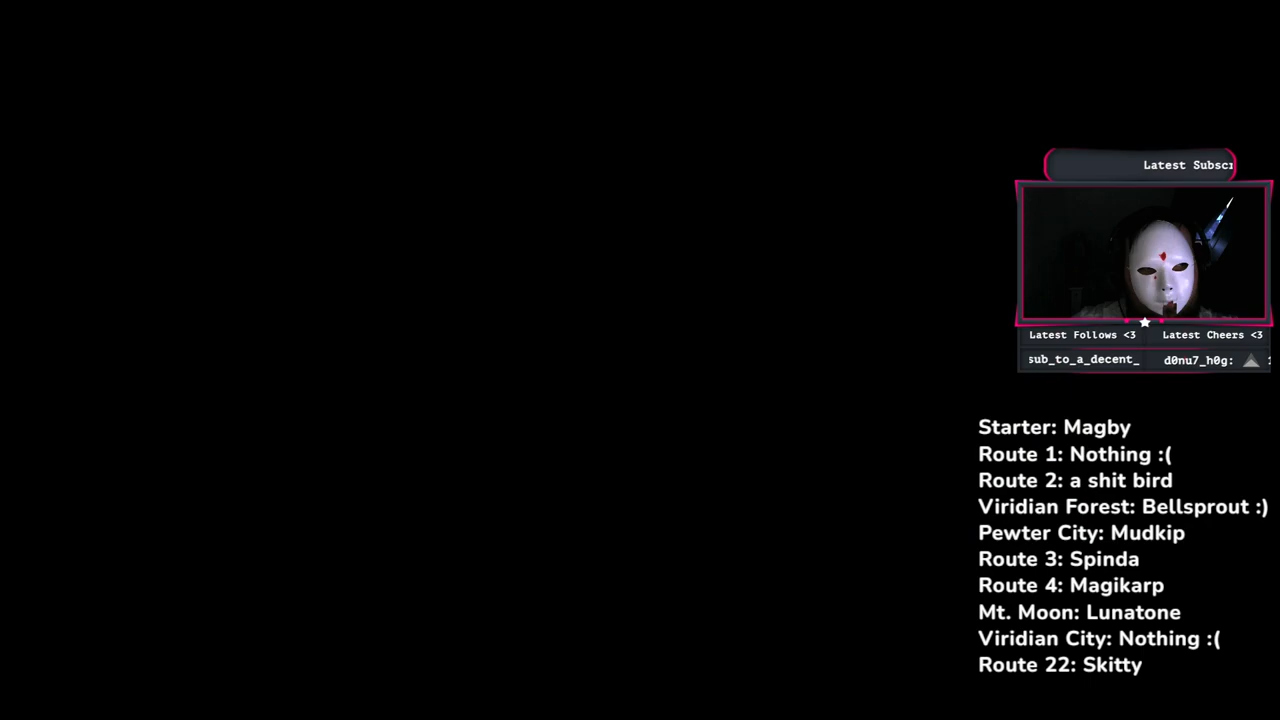 Latest Subscr
Latest Follows <3
Latest Cheers <3
sub_to_a_decent_
d0nu7_h0g:
Starter: Magby
Route 1: Nothing :(
Route 2: a shit bird
Viridian Forest: Bellsprout :)
Pewter City: Mudkip
Route 3: Spinda
Route 4: Magikarp
Mt. Moon: Lunatone
Viridian City: Nothing :(
Route 22: Skitty